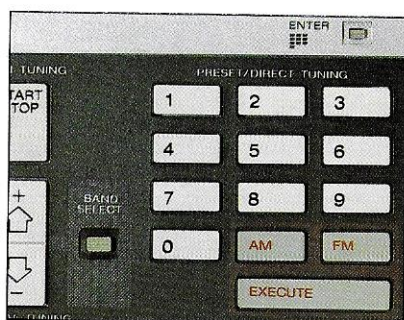 ENTER
TUNING
PRESET/DIRECT TUNING
TART
TOP
1 2 3
4 5 6
+
BAND
SELECT
7 8 9
0 AM FM
EXECUTE
−
TUNING